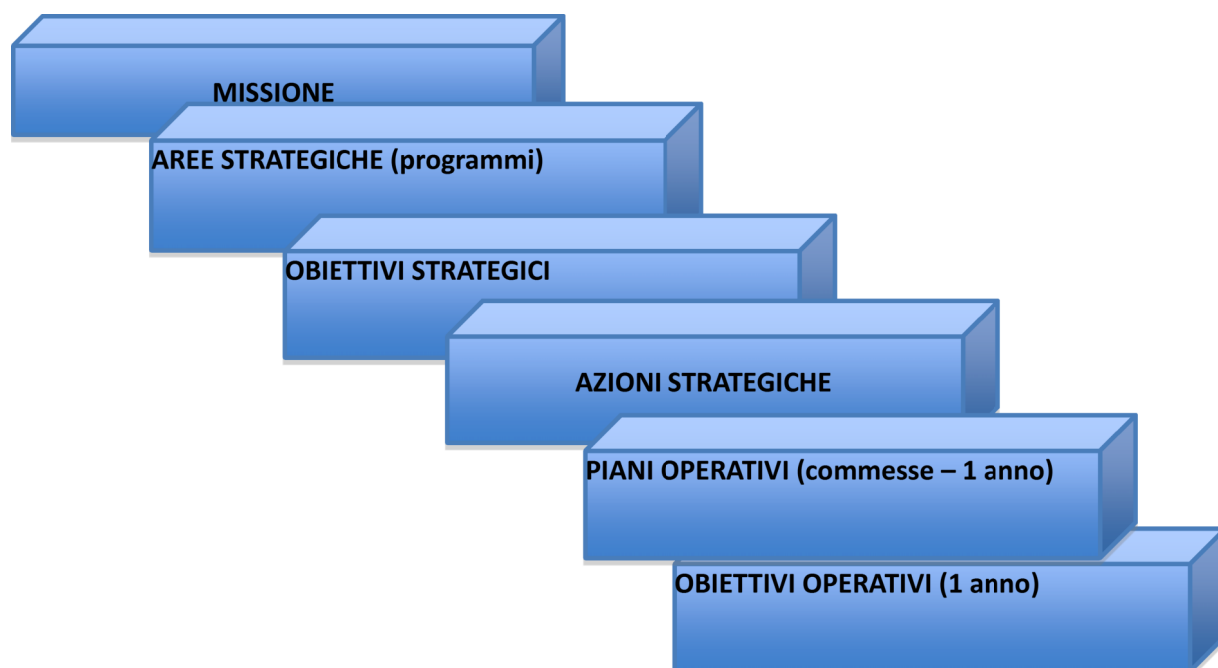 MISSIONE
AREE STRATEGICHE (programmi)
OBIETTIVI STRATEGICI
AZIONI STRATEGICHE
PIANI OPERATIVI (commesse – 1 anno)
OBIETTIVI OPERATIVI (1 anno)